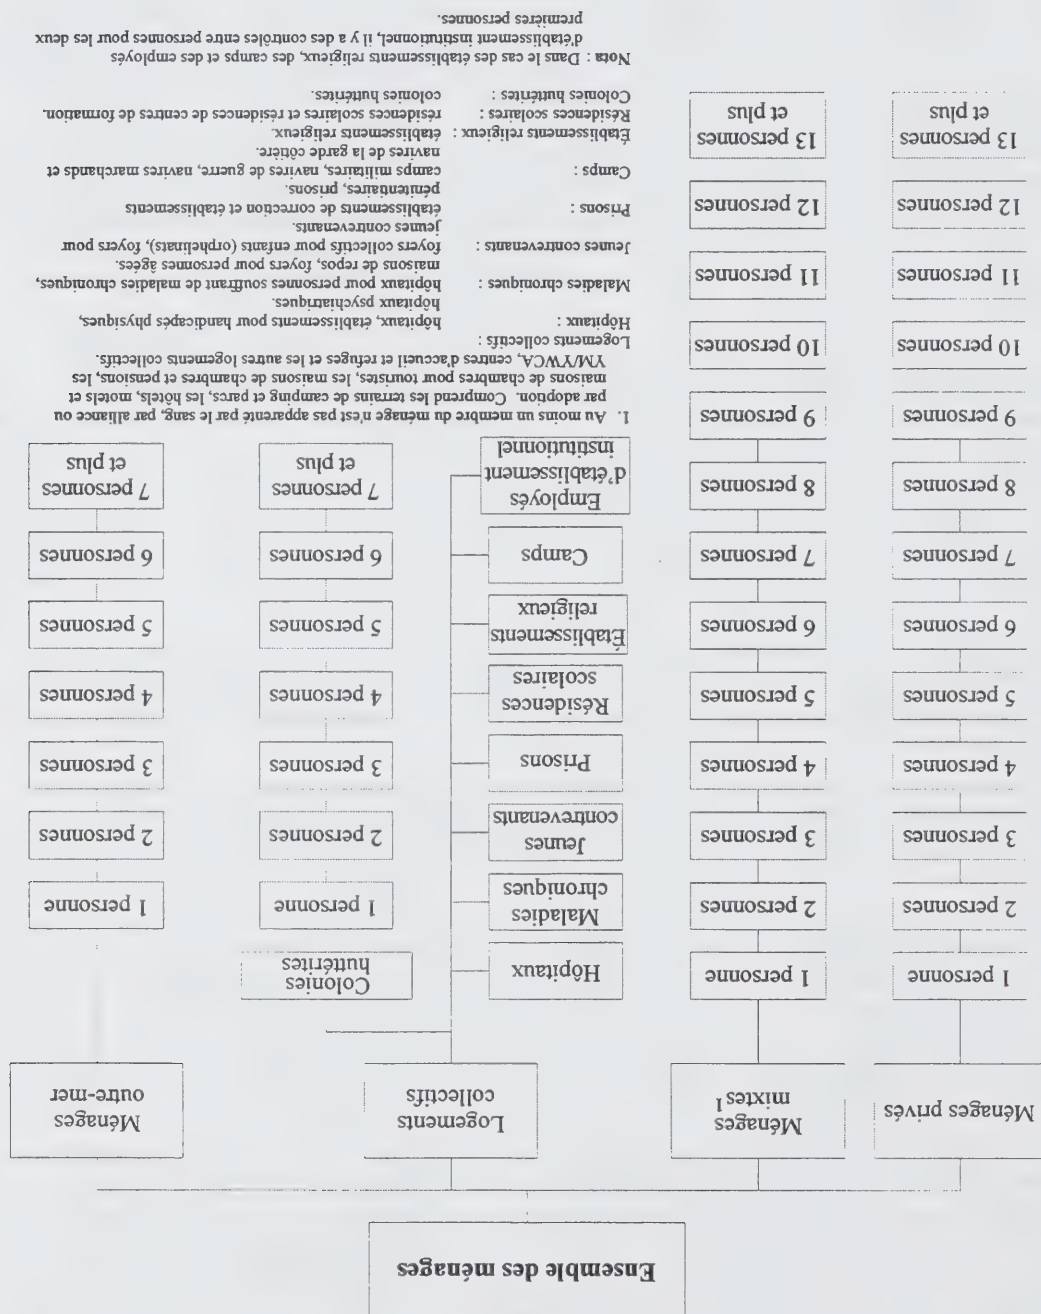 Ensemble des ménages
Ménages privés
Ménages
mixtes¹
Logements
collectifs
Ménages
outre-mer
1 personne
2 personnes
3 personnes
4 personnes
5 personnes
6 personnes
7 personnes
8 personnes
9 personnes
10 personnes
11 personnes
12 personnes
13 personnes
et plus
1 personne
2 personnes
3 personnes
4 personnes
5 personnes
6 personnes
7 personnes
8 personnes
9 personnes
10 personnes
11 personnes
12 personnes
13 personnes
et plus
Hôpitaux
Maladies
chroniques
Jeunes
contrevenants
Prisons
Résidences
scolaires
Établissements
religieux
Camps
Employés
d'établissement
institutionnel
Colonies
huttérites
1 personne
2 personnes
3 personnes
4 personnes
5 personnes
6 personnes
7 personnes
et plus
1 personne
2 personnes
3 personnes
4 personnes
5 personnes
6 personnes
7 personnes
et plus
1. Au moins un membre du ménage n'est pas apparenté par le sang, par alliance ou
par adoption. Comprend les terrains de camping et parcs, les hôtels, motels et
maisons de chambres pour touristes, les maisons de chambres et pensions, les
YM/YWCA, centres d'accueil et refuges et les autres logements collectifs.
Logements collectifs :
Hôpitaux : hôpitaux, établissements pour handicapés physiques,
hôpitaux psychiatriques.
Maladies chroniques : hôpitaux pour personnes souffrant de maladies chroniques,
maisons de repos, foyers pour personnes âgées.
Jeunes contrevenants : foyers collectifs pour enfants (orphelinats), foyers pour
jeunes contrevenants.
Prisons : établissements de correction et établissements
pénitentiaires, prisons.
Camps : camps militaires, navires de guerre, navires marchands et
navires de la garde côtière.
Établissements religieux : établissements religieux.
Résidences scolaires : résidences scolaires et résidences de centres de formation.
Colonies huttérites : colonies huttérites.
Nota : Dans le cas des établissements religieux, des camps et des employés
d'établissement institutionnel, il y a des contrôles entre personnes pour les deux
premières personnes.